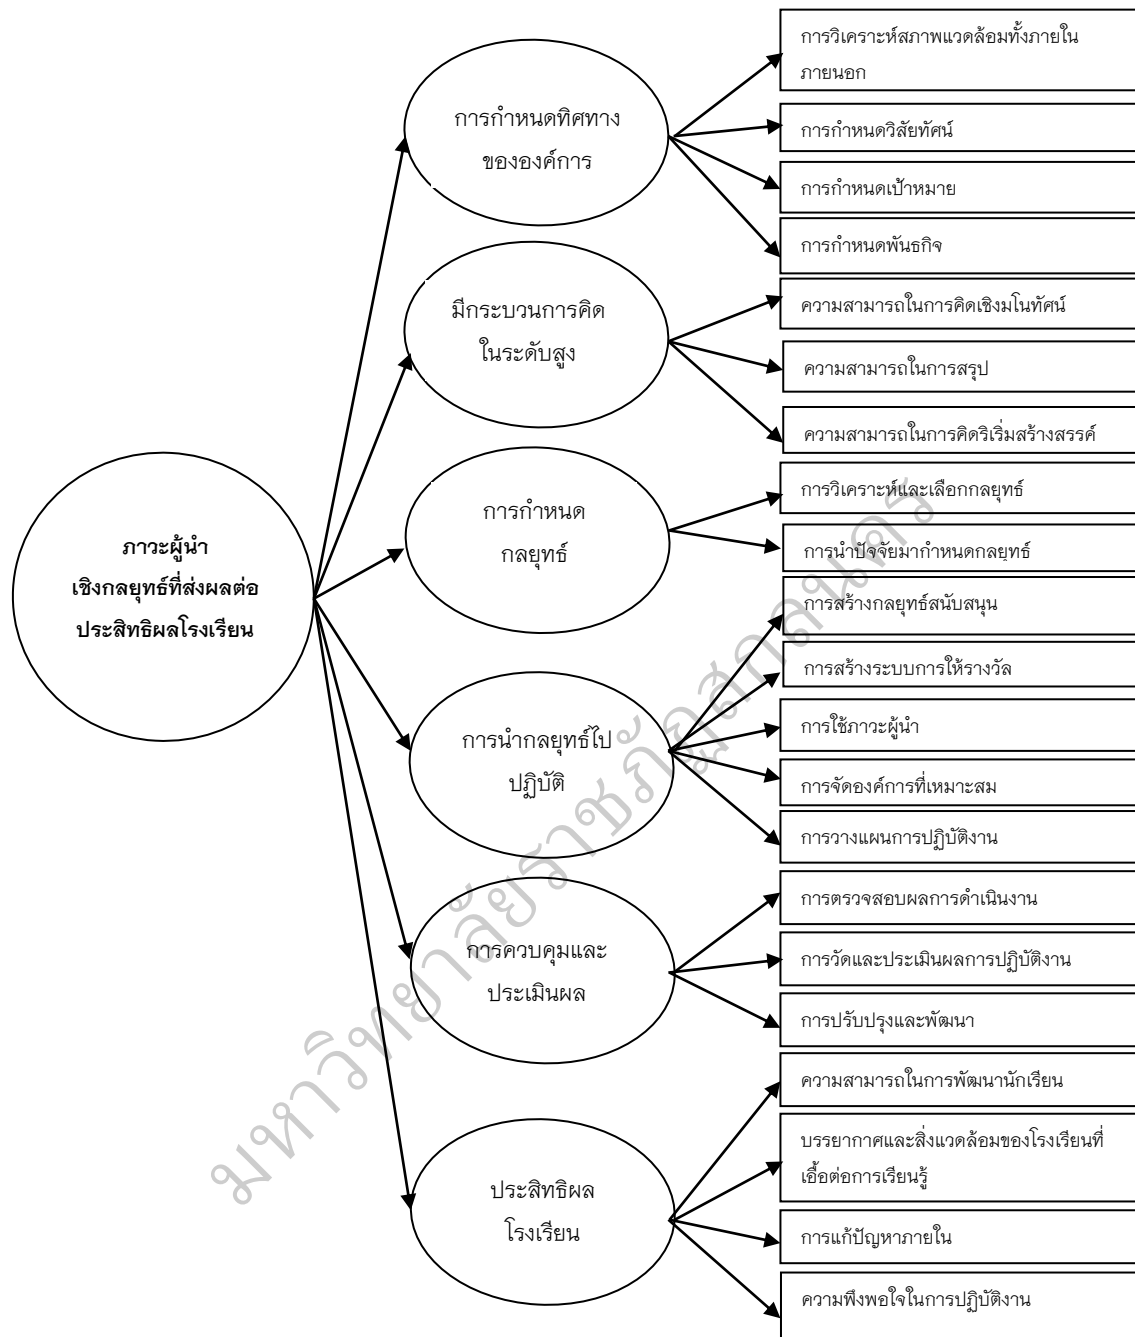 ภาวะผู้นำ
เชิงกลยุทธ์ที่ส่งผลต่อ
ประสิทธิผลโรงเรียน
การกำหนดทิศทาง
ขององค์การ
การวิเคราะห์สภาพแวดล้อมทั้งภายใน
ภายนอก
การกำหนดวิสัยทัศน์
การกำหนดเป้าหมาย
การกำหนดพันธกิจ
มีกระบวนการคิด
ในระดับสูง
ความสามารถในการคิดเชิงมโนทัศน์
ความสามารถในการสรุป
ความสามารถในการคิดริเริ่มสร้างสรรค์
การกำหนด
กลยุทธ์
การวิเคราะห์และเลือกกลยุทธ์
การนำปัจจัยมากำหนดกลยุทธ์
การนำกลยุทธ์ไป
ปฏิบัติ
การสร้างกลยุทธ์สนับสนุน
การสร้างระบบการให้รางวัล
การใช้ภาวะผู้นำ
การจัดองค์การที่เหมาะสม
การวางแผนการปฏิบัติงาน
การควบคุมและ
ประเมินผล
การตรวจสอบผลการดำเนินงาน
การวัดและประเมินผลการปฏิบัติงาน
การปรับปรุงและพัฒนา
ประสิทธิผล
โรงเรียน
ความสามารถในการพัฒนานักเรียน
บรรยากาศและสิ่งแวดล้อมของโรงเรียนที่
เอื้อต่อการเรียนรู้
การแก้ปัญหาภายใน
ความพึงพอใจในการปฏิบัติงาน
มหาวิทยาลัยราชภัฏสกลนคร